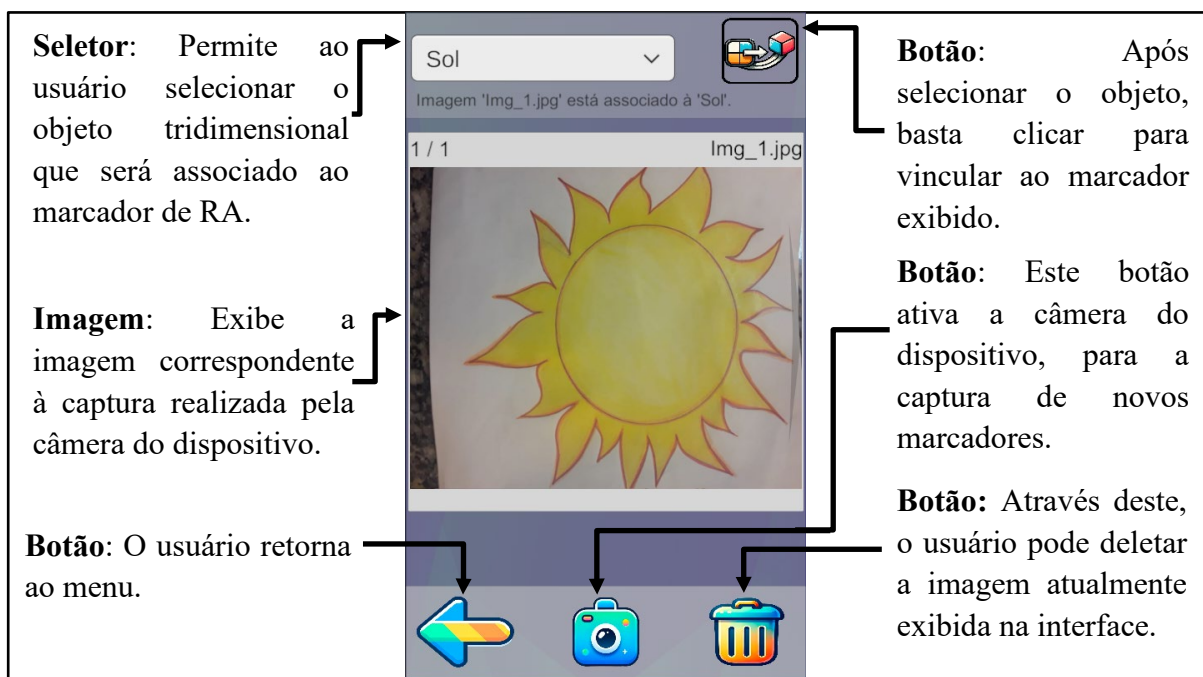 Seletor: Permite ao
usuário selecionar o
objeto tridimensional
que será associado ao
marcador de RA.
Imagem: Exibe a
imagem correspondente
à captura realizada pela
câmera do dispositivo.
Botão: O usuário retorna
ao menu.
Sol
Imagem 'Img_1.jpg' está associado à 'Sol'.
1 / 1 Img_1.jpg
Botão: Após
selecionar o objeto,
basta clicar para
vincular ao marcador
exibido.
Botão: Este botão
ativa a câmera do
dispositivo, para a
captura de novos
marcadores.
Botão: Através deste,
o usuário pode deletar
a imagem atualmente
exibida na interface.